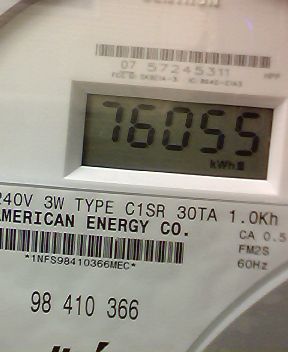 07 57245311
76055
kWh
240V 3W TYPE C1SR 30TA 1.0Kh
AMERICAN ENERGY CO.
CA 0.5
FM2S
*1NFS98410366MEC*
60Hz
98 410 366